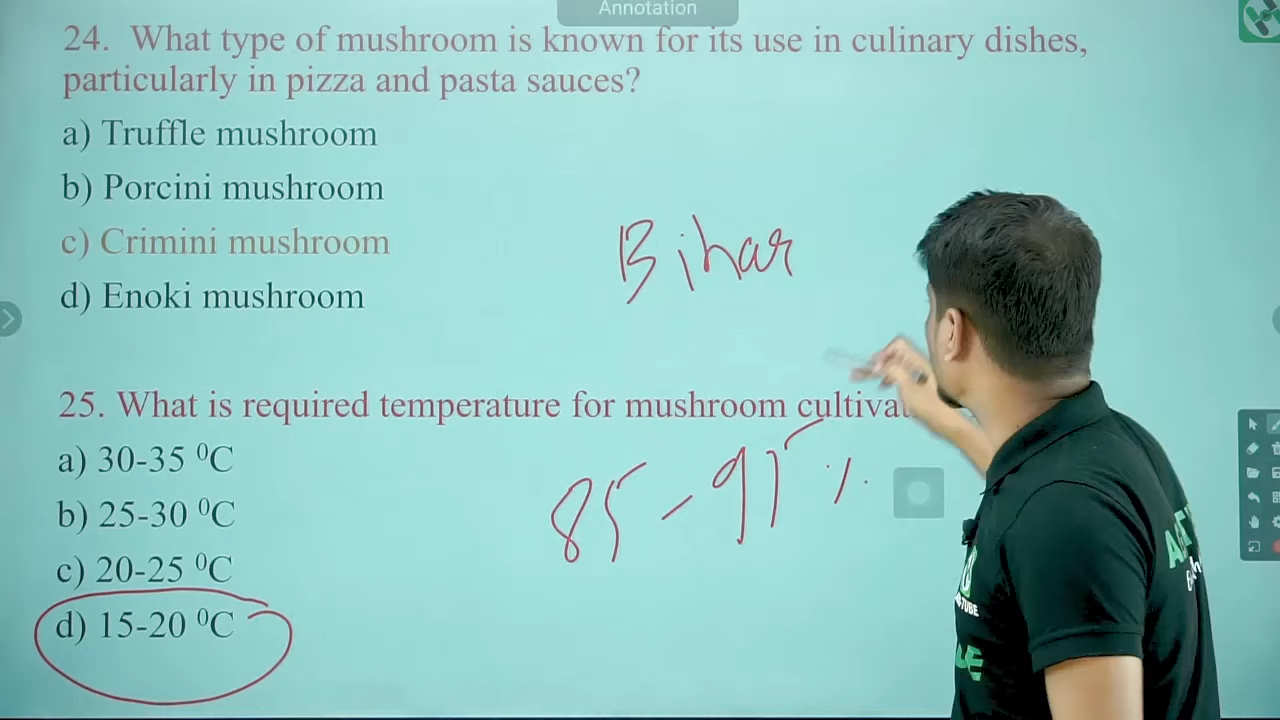 Annotation
24. What type of mushroom is known for its use in culinary dishes,
particularly in pizza and pasta sauces?
a) Truffle mushroom
b) Porcini mushroom
c) Crimini mushroom
d) Enoki mushroom
Bihar
25. What is required temperature for mushroom
a) 30-35 ⁰C
b) 25-30 ⁰C
c) 20-25 ⁰C
d) 15-20 ⁰C
85-95%